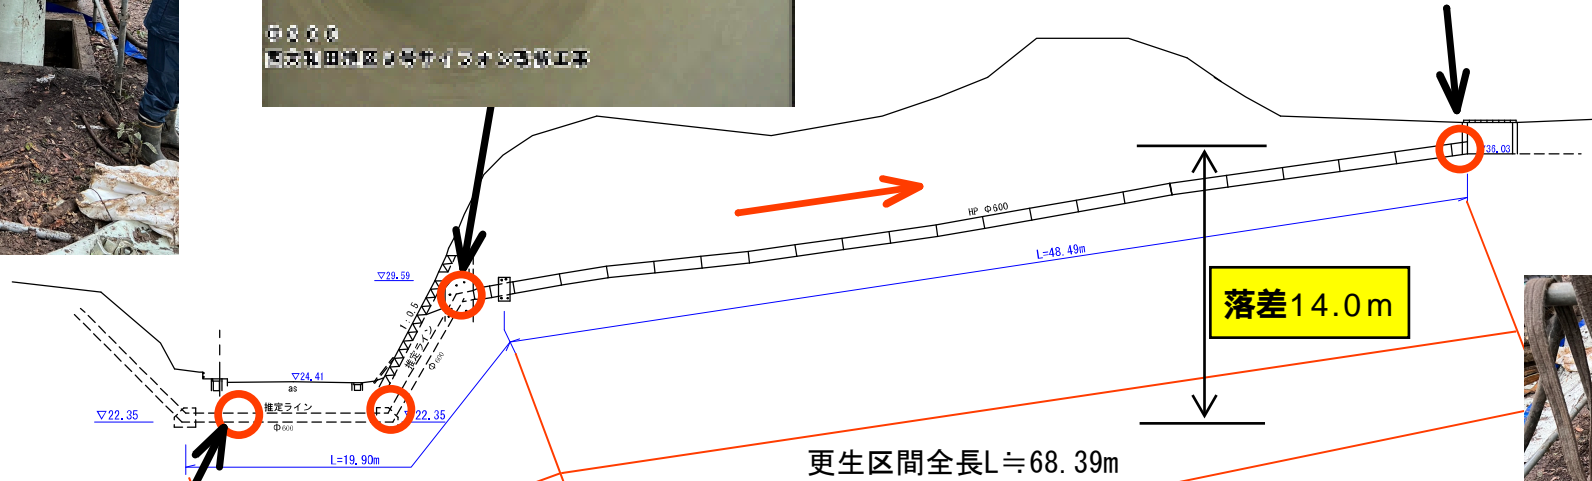 ▽36.03
HP Φ600
L=48.49m
▽29.59
落差14.0m
1:0.5
推定ライン
Φ600
▽24.41
as
▽22.35
推定ライン
Φ600
▽22.35
L=19.90m
更生区間全長L≒68.39m